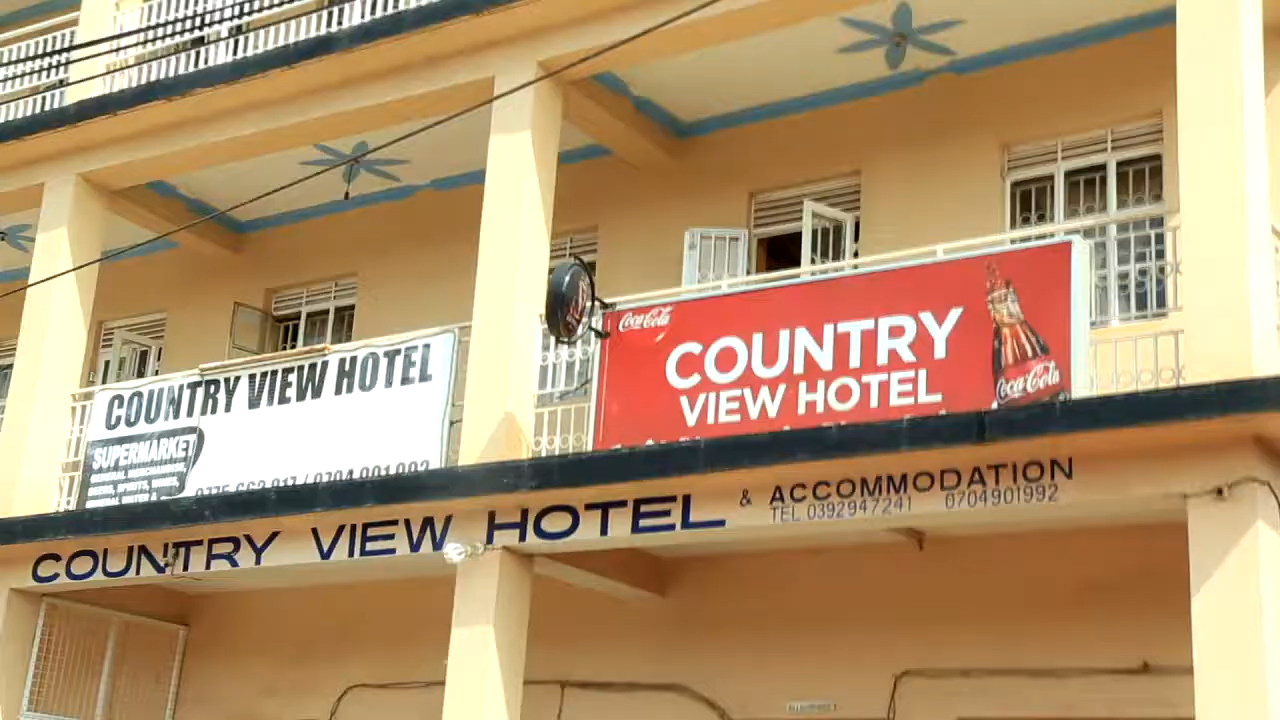 COUNTRY VIEW HOTEL
SUPERMARKET
Coca-Cola
COUNTRY
VIEW HOTEL
Coca-Cola
COUNTRY VIEW HOTEL & ACCOMMODATION
TEL 0392947241 0704901992